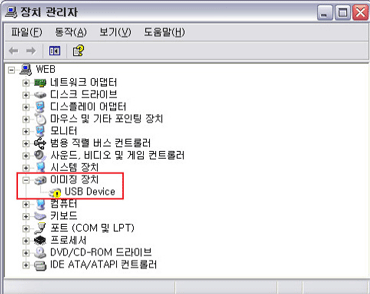 장치 관리자
파일(F) 동작(A) 보기(V) 도움말(H)
WEB
네트워크 어댑터
디스크 드라이브
디스플레이 어댑터
마우스 및 기타 포인팅 장치
모니터
범용 직렬 버스 컨트롤러
사운드, 비디오 및 게임 컨트롤러
시스템 장치
이미징 장치
USB Device
컴퓨터
키보드
포트 (COM 및 LPT)
프로세서
DVD/CD-ROM 드라이브
IDE ATA/ATAPI 컨트롤러